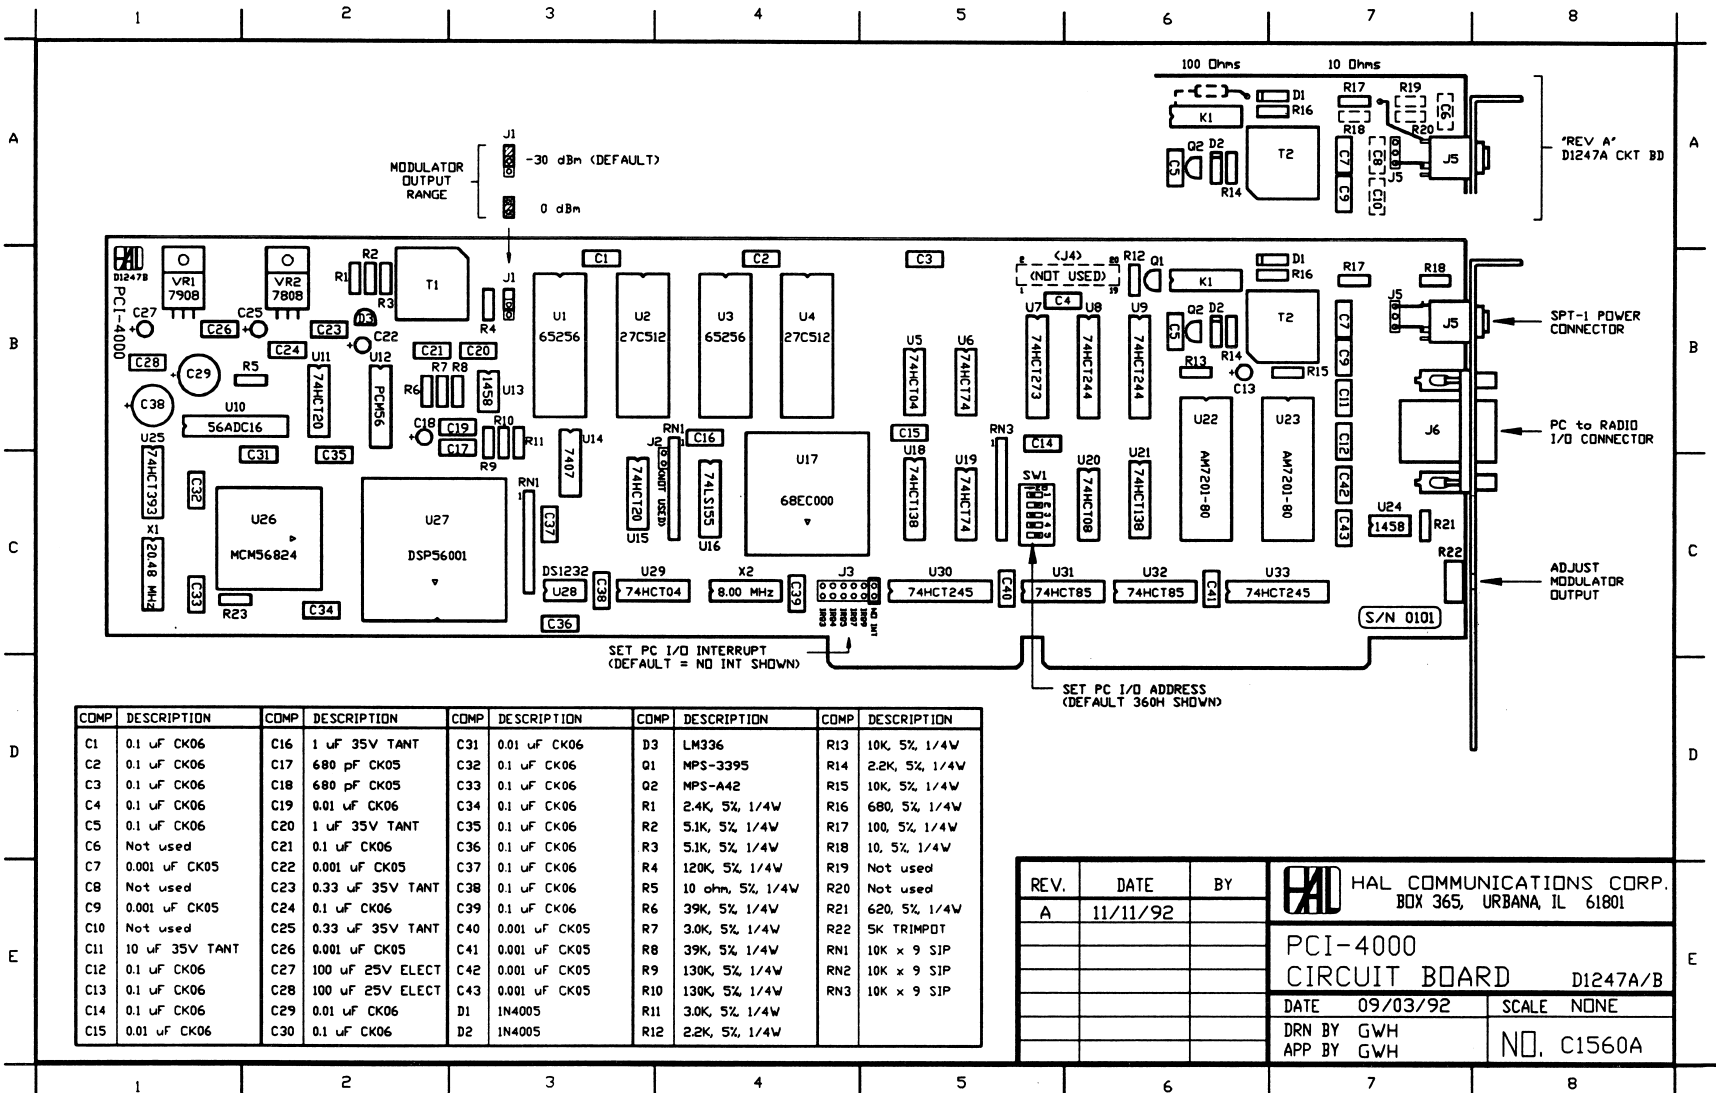 1 2 3 4 5 6 7 8
100 Ohms 10 Ohms
D1 R16 K1 Q2 D2 C5 R14 T2 R17 R19 C6 R18 R20 C7 C8 C9 C10 J5 J5
"REV A"
D1247A CKT BD
A A
J1
-30 dBm (DEFAULT)
MODULATOR
OUTPUT
RANGE
0 dBm
HAL
D1247B
PCI-4000
VR1
7908
VR2
7808
R1 R2 R3 T1 R4 J1
C1 C2 C3
2 (J4) 20
(NOT USED)
1 19
C4
R12 Q1 K1 D1 R16 R17 R18
C27 C26 C25 C23 D3 C22 C24 C21 C20
C28 C29 C38 R5
U1
65256
U2
27C512
U3
65256
U4
27C512
U5
74HCT04
U6
74HCT74
U7
74HCT273
U8
74HCT244
U9
74HCT244
C5 Q2 D2 R14 T2 R13 C13 R15
C7 C9 C11 C12 C42 C43
J5 J5
SPT-1 POWER
CONNECTOR
B B
U10
56ADC16
U11
74HCT20
U12
PCM56
R6 R7 R8
1458
U13
C18 C19 C17 R9 R10 R11
U14
7407
C31 C35 C32
U25
74HCT393
X1
20.48 MHz
C33 R23
U26
MCM56824
C34
U27
DSP56001
RN1
1
C37
U15
74HCT20
J2
(NOT USED)
RN1
1
C16
U16
74LS155
U17
68EC000
C15
U18
74HCT138
U19
74HCT74
RN3
1
C14
SW1
1 2 3 4 5
U20
74HCT08
U21
74HCT138
U22
AM7201-80
U23
AM7201-80
J6
PC to RADIO
I/O CONNECTOR
U24
1458
R21
R22
ADJUST
MODULATOR
OUTPUT
C C
DS1232
U28
C38
C36
U29
74HCT04
X2
8.00 MHz
C39
J3
IRQ3 IRQ4 IRQ5 IRQ7 IRQ9 NO INT
U30
74HCT245
C40
U31
74HCT85
U32
74HCT85
C41
U33
74HCT245
S/N 0101
SET PC I/O INTERRUPT
(DEFAULT = NO INT SHOWN)
SET PC I/O ADDRESS
(DEFAULT 360H SHOWN)
D D
COMP DESCRIPTION COMP DESCRIPTION COMP DESCRIPTION COMP DESCRIPTION COMP DESCRIPTION
C1 0.1 uF CK06 C16 1 uF 35V TANT C31 0.01 uF CK06 D3 LM336 R13 10K, 5%, 1/4W
C2 0.1 uF CK06 C17 680 pF CK05 C32 0.1 uF CK06 Q1 MPS-3395 R14 2.2K, 5%, 1/4W
C3 0.1 uF CK06 C18 680 pF CK05 C33 0.1 uF CK06 Q2 MPS-A42 R15 10K, 5%, 1/4W
C4 0.1 uF CK06 C19 0.01 uF CK06 C34 0.1 uF CK06 R1 2.4K, 5%, 1/4W R16 680, 5%, 1/4W
C5 0.1 uF CK06 C20 1 uF 35V TANT C35 0.1 uF CK06 R2 5.1K, 5%, 1/4W R17 100, 5%, 1/4W
C6 Not used C21 0.1 uF CK06 C36 0.1 uF CK06 R3 5.1K, 5%, 1/4W R18 10, 5%, 1/4W
C7 0.001 uF CK05 C22 0.001 uF CK05 C37 0.1 uF CK06 R4 120K, 5%, 1/4W R19 Not used
C8 Not used C23 0.33 uF 35V TANT C38 0.1 uF CK06 R5 10 ohm, 5%, 1/4W R20 Not used
C9 0.001 uF CK05 C24 0.1 uF CK06 C39 0.1 uF CK06 R6 39K, 5%, 1/4W R21 620, 5%, 1/4W
C10 Not used C25 0.33 uF 35V TANT C40 0.001 uF CK05 R7 3.0K, 5%, 1/4W R22 5K TRIMPOT
C11 10 uF 35V TANT C26 0.001 uF CK05 C41 0.001 uF CK05 R8 39K, 5%, 1/4W RN1 10K x 9 SIP
C12 0.1 uF CK06 C27 100 uF 25V ELECT C42 0.001 uF CK05 R9 130K, 5%, 1/4W RN2 10K x 9 SIP
C13 0.1 uF CK06 C28 100 uF 25V ELECT C43 0.001 uF CK05 R10 130K, 5%, 1/4W RN3 10K x 9 SIP
C14 0.1 uF CK06 C29 0.01 uF CK06 D1 1N4005 R11 3.0K, 5%, 1/4W
C15 0.01 uF CK06 C30 0.1 uF CK06 D2 1N4005 R12 2.2K, 5%, 1/4W
E E
REV. DATE BY
A 11/11/92
HAL HAL COMMUNICATIONS CORP.
BOX 365, URBANA, IL 61801
PCI-4000
CIRCUIT BOARD D1247A/B
DATE 09/03/92 SCALE NONE
DRN BY GWH
APP BY GWH
NO. C1560A
1 2 3 4 5 6 7 8